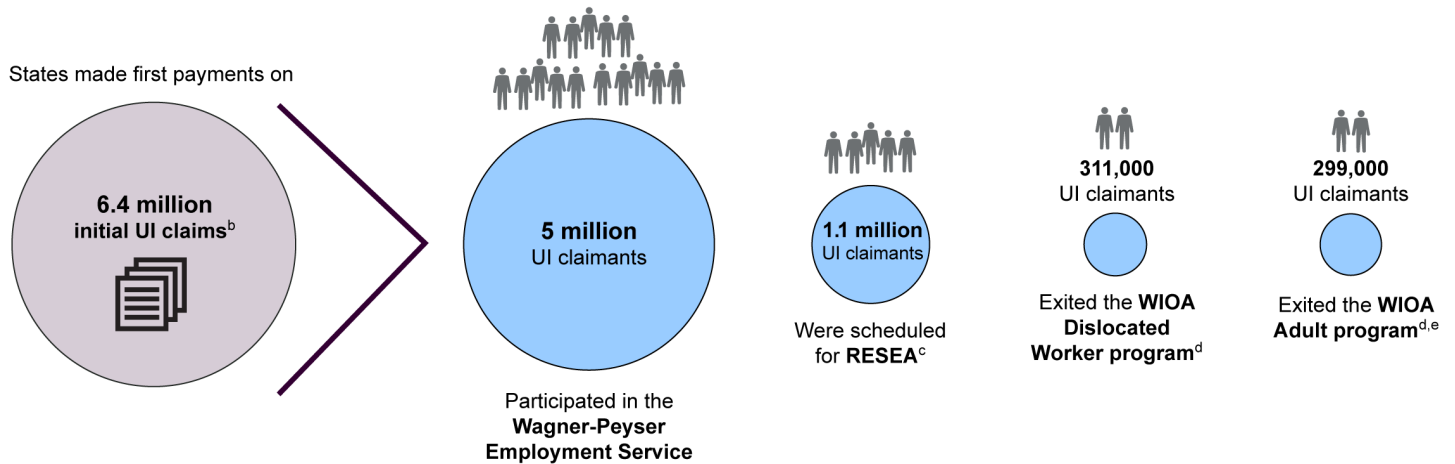 States made first payments on
6.4 million
initial UI claimsb
5 million
UI claimants
Participated in the
Wagner-Peyser
Employment Service
1.1 million
UI claimants
Were scheduled
for RESEAc
311,000
UI claimants
Exited the WIOA
Dislocated
Worker programd
299,000
UI claimants
Exited the WIOA
Adult programd,e